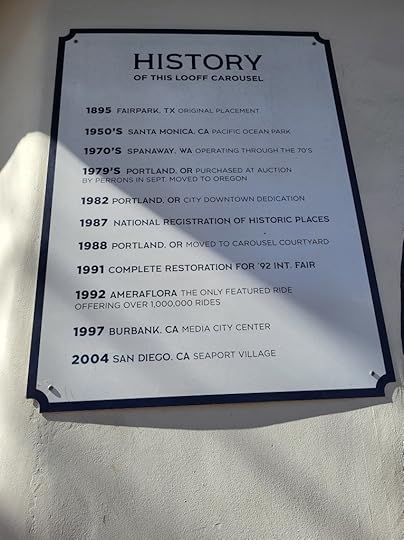 HISTORY
OF THIS LOOFF CAROUSEL
1895 FAIRPARK, TX ORIGINAL PLACEMENT
1950'S SANTA MONICA, CA PACIFIC OCEAN PARK
1970'S SPANAWAY, WA OPERATING THROUGH THE 70'S
1979'S PORTLAND, OR PURCHASED AT AUCTION
BY PERRONS IN SEPT. MOVED TO OREGON
1982 PORTLAND, OR CITY DOWNTOWN DEDICATION
1987 NATIONAL REGISTRATION OF HISTORIC PLACES
1988 PORTLAND, OR MOVED TO CAROUSEL COURTYARD
1991 COMPLETE RESTORATION FOR '92 INT. FAIR
1992 AMERAFLORA THE ONLY FEATURED RIDE
OFFERING OVER 1,000,000 RIDES
1997 BURBANK, CA MEDIA CITY CENTER
2004 SAN DIEGO, CA SEAPORT VILLAGE